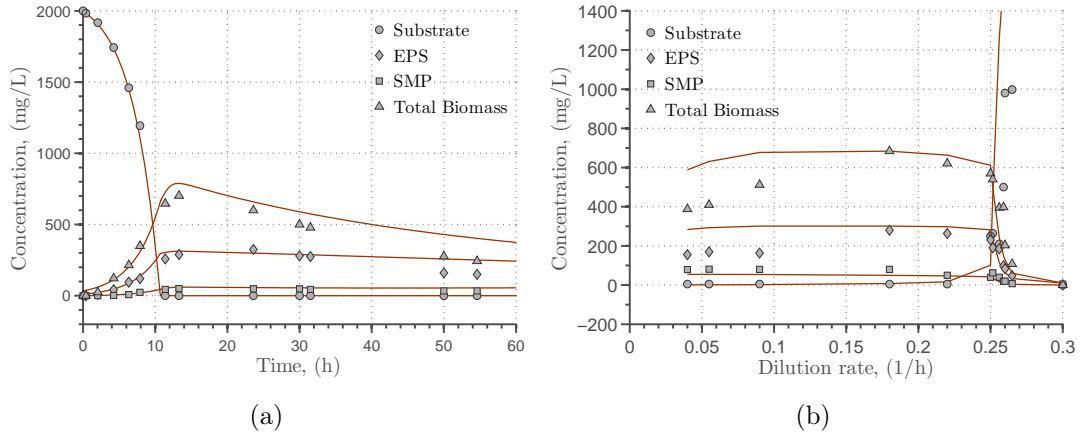 2000
1500
1000
500
0
Concentration, (mg/L)
0 10 20 30 40 50 60
Time, (h)
Substrate
EPS
SMP
Total Biomass
(a)
1400
1200
1000
800
600
400
200
0
−200
Concentration, (mg/L)
0 0.05 0.1 0.15 0.2 0.25 0.3
Dilution rate, (1/h)
Substrate
EPS
SMP
Total Biomass
(b)